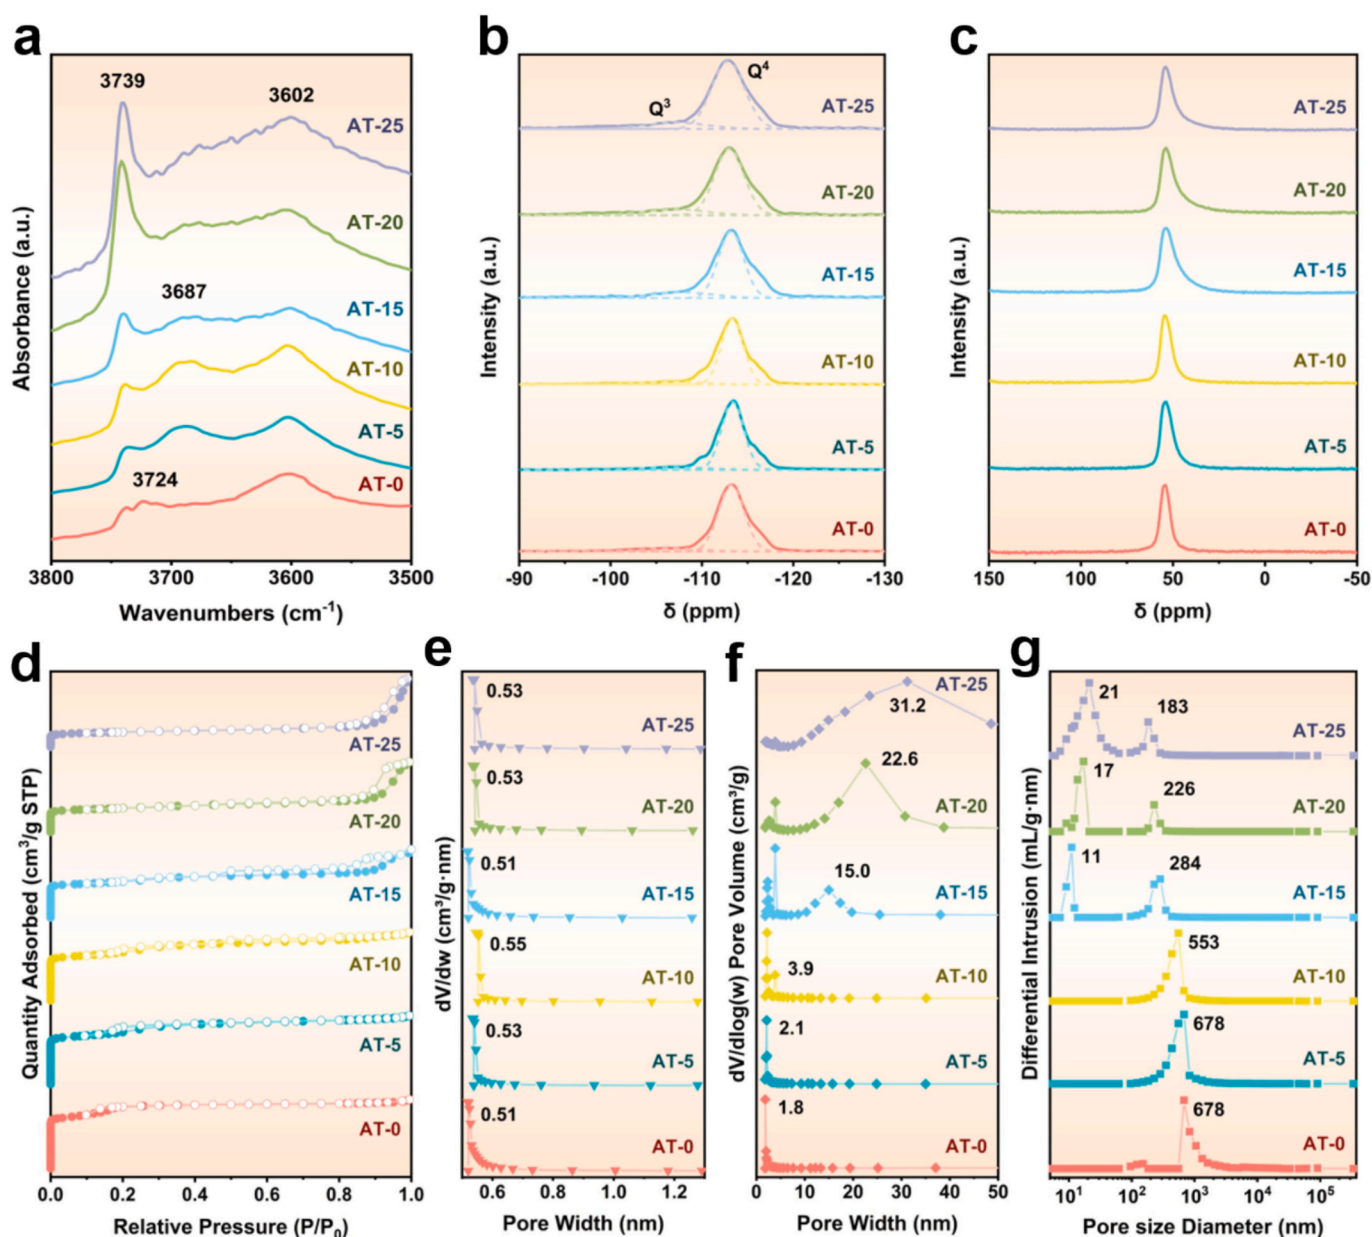 a
3739
3602
AT-25
AT-20
3687
AT-15
AT-10
AT-5
3724
AT-0
Absorbance (a.u.)
3800 3700 3600 3500
Wavenumbers (cm⁻¹)
b
Q⁴
Q³
AT-25
AT-20
AT-15
AT-10
AT-5
AT-0
Intensity (a.u.)
-90 -100 -110 -120 -130
δ (ppm)
c
AT-25
AT-20
AT-15
AT-10
AT-5
AT-0
Intensity (a.u.)
150 100 50 0 -50
δ (ppm)
d
AT-25
AT-20
AT-15
AT-10
AT-5
AT-0
Quantity Adsorbed (cm³/g STP)
0.0 0.2 0.4 0.6 0.8 1.0
Relative Pressure (P/P₀)
e
0.53
AT-25
0.53
AT-20
0.51
AT-15
0.55
AT-10
0.53
AT-5
0.51
AT-0
dV/dw (cm³/g·nm)
0.6 0.8 1.0 1.2
Pore Width (nm)
f
AT-25
31.2
22.6
AT-20
15.0
AT-15
3.9
AT-10
2.1
AT-5
1.8
AT-0
dV/dlog(w) Pore Volume (cm³/g)
0 10 20 30 40 50
Pore Width (nm)
g
21
183
AT-25
17
226
AT-20
11
284
AT-15
553
AT-10
678
AT-5
678
AT-0
Differential Intrusion (mL/g·nm)
10¹ 10² 10³ 10⁴ 10⁵
Pore size Diameter (nm)